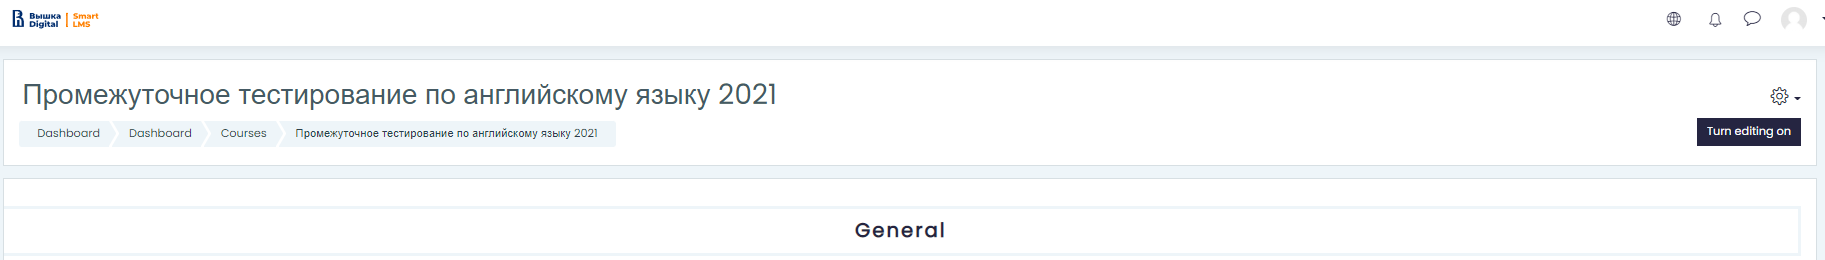 Вышка Digital Smart LMS
Промежуточное тестирование по английскому языку 2021
Dashboard Dashboard Courses Промежуточное тестирование по английскому языку 2021
Turn editing on
General